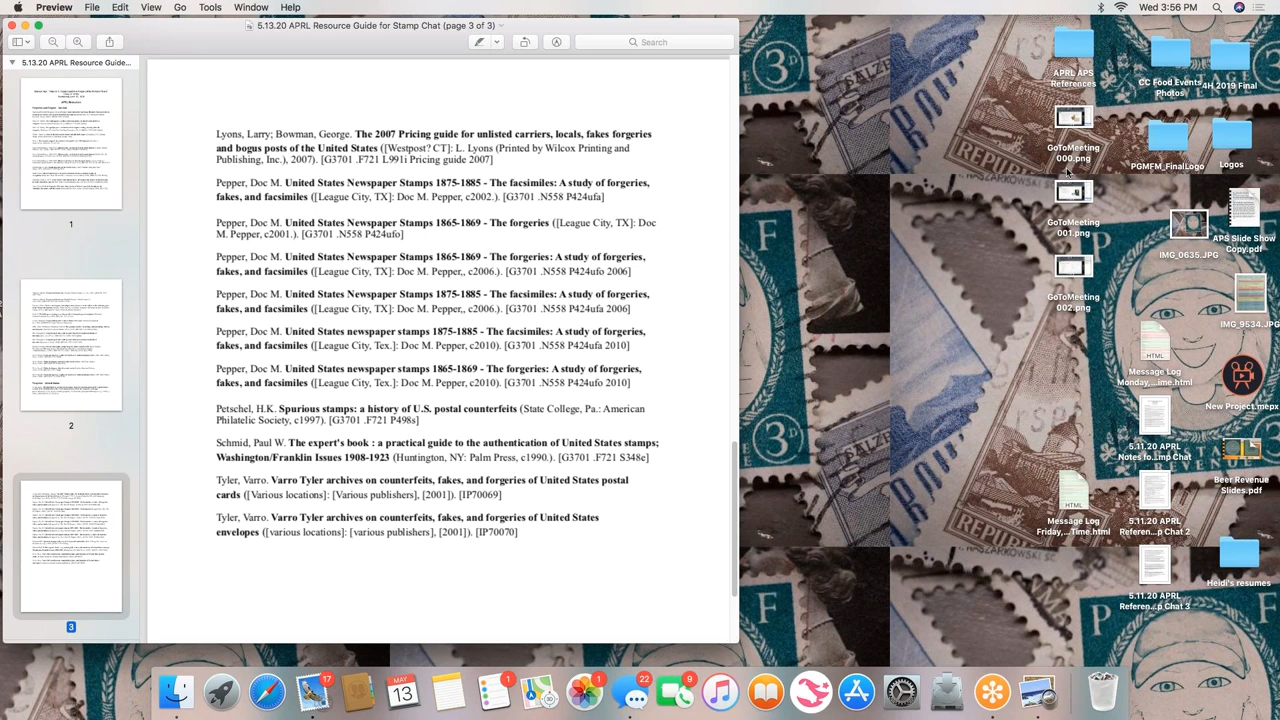 Preview File Edit View Go Tools Window Help
Wed 3:56 PM
5.13.20 APRL Resource Guide for Stamp Chat (page 3 of 3)
Search
5.13.20 APRL Resource Guide...
1
2
3
Lyons, Larry; Bowman, George. The 2007 Pricing guide for unlisted carriers, locals, fakes forgeries
and bogus posts of the United States ([Westpost? CT]: L. Lyons (Printed by Wilcox Printing and
Publishing, Inc.), 2007). [G3701 .F721 L991i Pricing guide 2007]
Pepper, Doc M. United States Newspaper Stamps 1875-1885 - The facsimiles: A study of forgeries,
fakes, and facsimiles ([League City, Tex.]: Doc M. Pepper, c2002.). [G3701 .N558 P424ufa]
Pepper, Doc M. United States Newspaper Stamps 1865-1869 - The forgeries (League City, TX]: Doc
M. Pepper, c2001.). [G3701 .N558 P424ufo]
Pepper, Doc M. United States Newspaper Stamps 1865-1869 - The forgeries: A study of forgeries,
fakes, and facsimiles ([League City, Tex.]: Doc M. Pepper,, c2006.). [G3701 .N558 P424ufo 2006]
Pepper, Doc M. United States Newspaper Stamps 1875-1885 - The facsimiles: A study of forgeries,
fakes, and facsimiles ([League City, Tex.]: Doc M. Pepper,, c2006.). [G3701 .N558 P424ufa 2006]
Pepper, Doc M. United States Newspaper stamps 1875-1885 - The facsimiles: A study of forgeries,
fakes, and facsimiles ([League City, Tex.]: Doc M. Pepper, c2010.). [G3701 .N558 P424ufa 2010]
Pepper, Doc M. United States Newspaper Stamps 1865-1869 - The forgeries: A study of forgeries,
fakes, and facsimiles ([League City, Tex.]: Doc M. Pepper, c2010.). [G3701 .N558 P424ufo 2010]
Petschel, H.K. Spurious stamps: a history of U.S. postal counterfeits (State College, Pa.: American
Philatelic Society, c1997.). [G3701 .F721 P498s]
Schmid, Paul W. The expert's book : a practical guide to the authentication of United States stamps;
Washington/Franklin Issues 1908-1923 (Huntington, NY: Palm Press, c1990.). [G3701 .F721 S348e]
Tyler, Varro. Varro Tyler archives on counterfeits, fakes, and forgeries of United States postal
cards ([Various locations]: [Various publishers], [2001]). [IP70069]
Tyler, Varro. Varro Tyler archives on counterfeits, fakes, and forgeries of United States
envelopes ([various locations]: [various publishers], [2001]). [IP70070]
APRL APS
References
CC Food Events
Photos
4H 2019 Final
GoToMeeting
000.png
PGMFM_FinalLogo
Logos
GoToMeeting
001.png
IMG_0635.JPG
APS Slide Show
Copy.pdf
GoToMeeting
002.png
IMG_9534.JPG
HTML
Message Log
Monday,...ime.html
New Project.mepx
5.11.20 APRL
Notes fo...mp Chat
Beer Revenue
Slides.pdf
HTML
Message Log
Friday,...Time.html
5.11.20 APRL
Referen...p Chat 2
Heidi's resumes
5.11.20 APRL
Referen...p Chat 3
3D
F
P
F
P
F
17
MAY
13
1
1
22
9